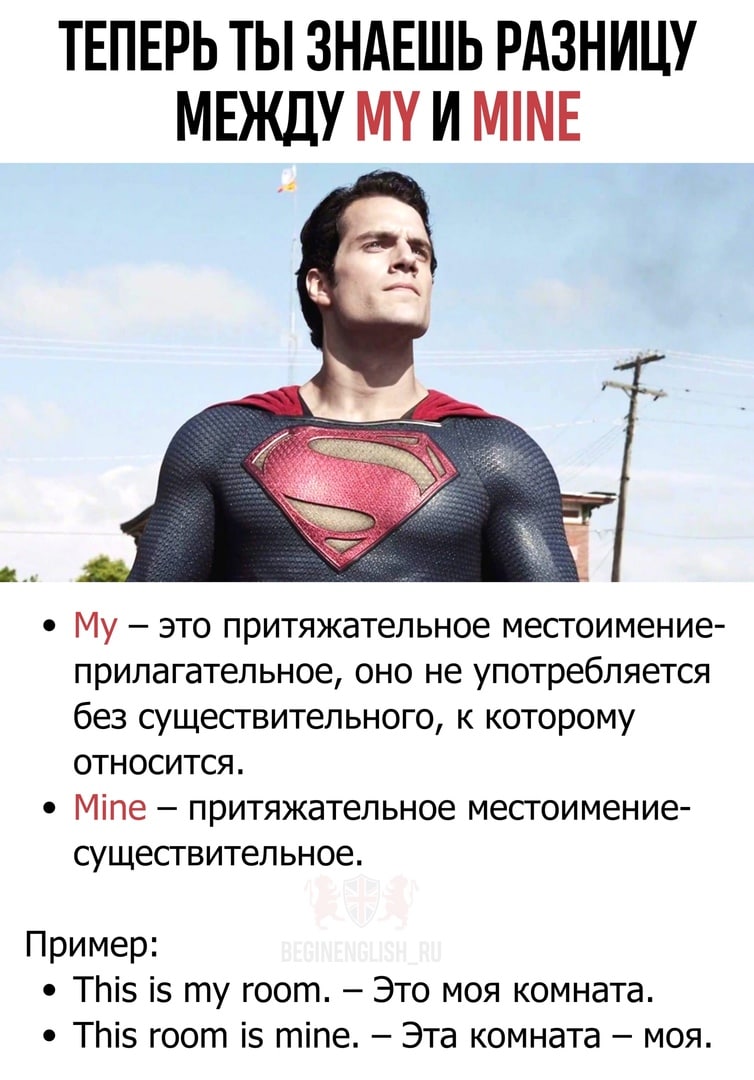 ТЕПЕРЬ ТЫ ЗНАЕШЬ РАЗНИЦУ
МЕЖДУ MY И MINE
• My – это притяжательное местоимение-
прилагательное, оно не употребляется
без существительного, к которому
относится.
• Mine – притяжательное местоимение-
существительное.
BEGINENGLISH_RU
Пример:
• This is my room. – Это моя комната.
• This room is mine. – Эта комната – моя.